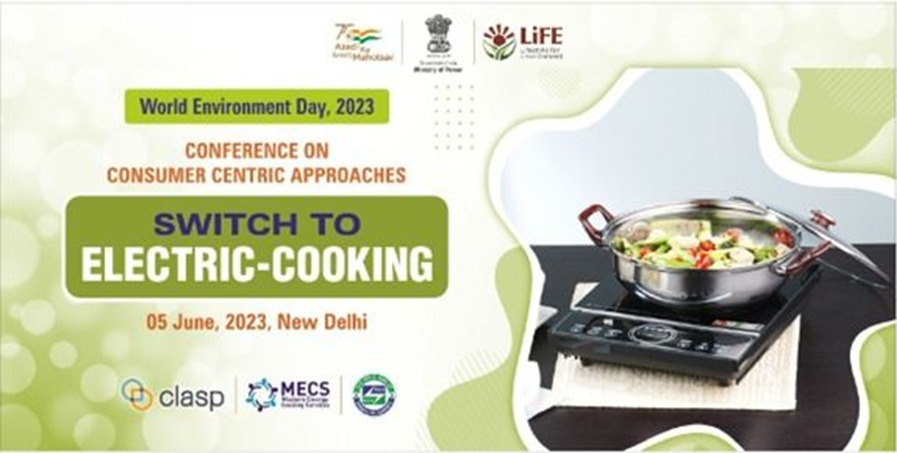 Azadi Ka
Amrit Mahotsav
Ministry of Power
LiFE
Lifestyle for
Environment
World Environment Day, 2023
CONFERENCE ON
CONSUMER CENTRIC APPROACHES
SWITCH TO
ELECTRIC-COOKING
05 June, 2023, New Delhi
clasp
MECS
Modern Energy
Cooking Services